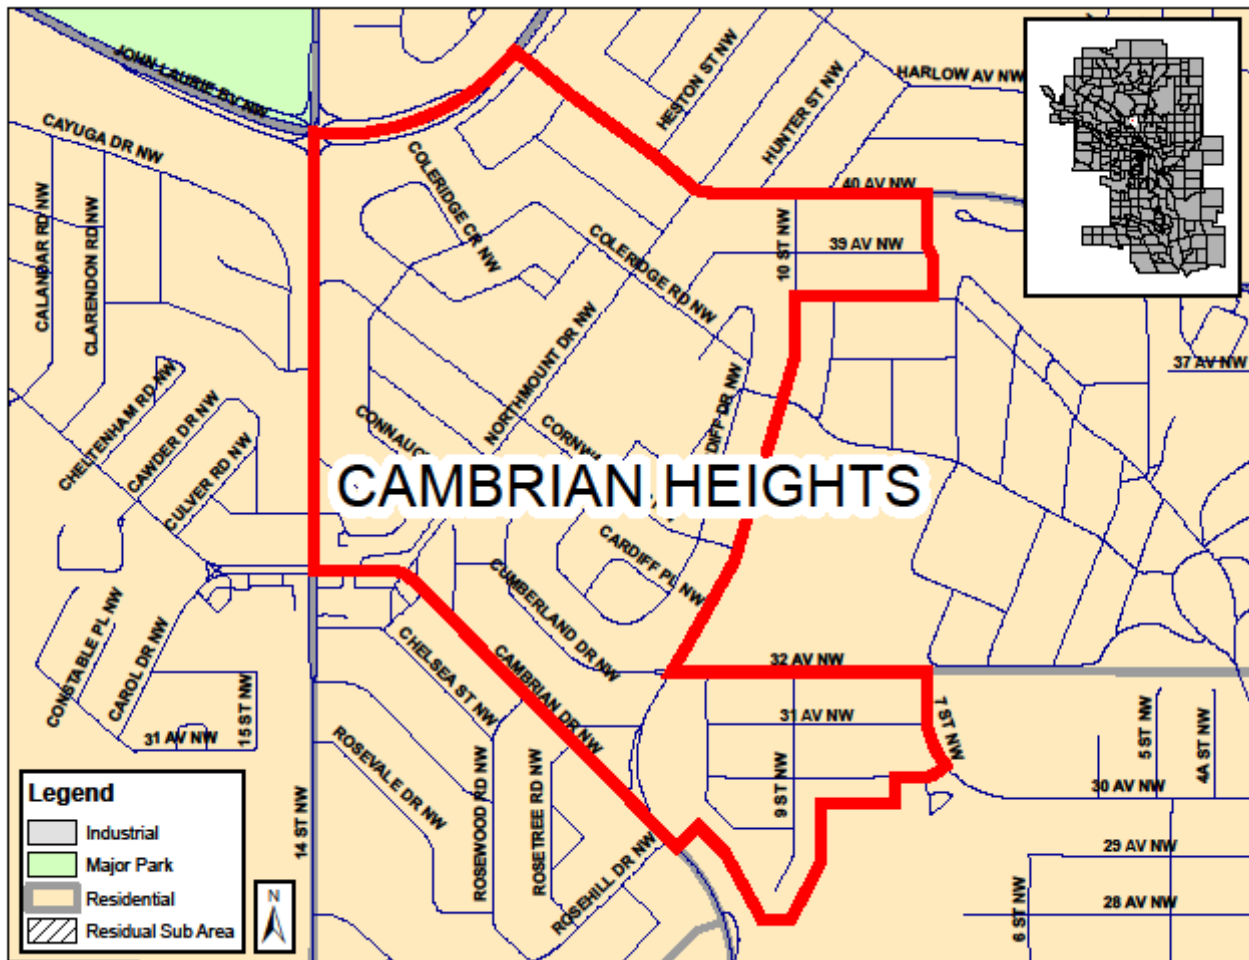 JOHN LAURIE BV NW
HESTON ST NW
HARLOW AV NW
HUNTER ST NW
CAYUGA DR NW
COLERIDGE CR NW
40 AV NW
CALANDAR RD NW
CLARENDON RD NW
COLERIDGE RD NW
10 ST NW
39 AV NW
NORTHMOUNT DR NW
37 AV NW
CHELTENHAM RD NW
CAWDER DR NW
CULVER RD NW
CONNAUG
CORNWA
DIFF DR NW
CAMBRIAN HEIGHTS
CARDIFF PL NW
CUMBERLAND DR NW
CONSTABLE PL NW
CAROL DR NW
CHELSEA ST NW
CAMBRIAN DR NW
32 AV NW
15 ST NW
31 AV NW
31 AV NW
7 ST NW
5 ST NW
4A ST NW
ROSEVALE DR NW
ROSEWOOD RD NW
ROSETREE RD NW
9 ST NW
30 AV NW
14 ST NW
ROSEHILL DR NW
29 AV NW
28 AV NW
6 ST NW
Legend
Industrial
Major Park
Residential
Residual Sub Area
N